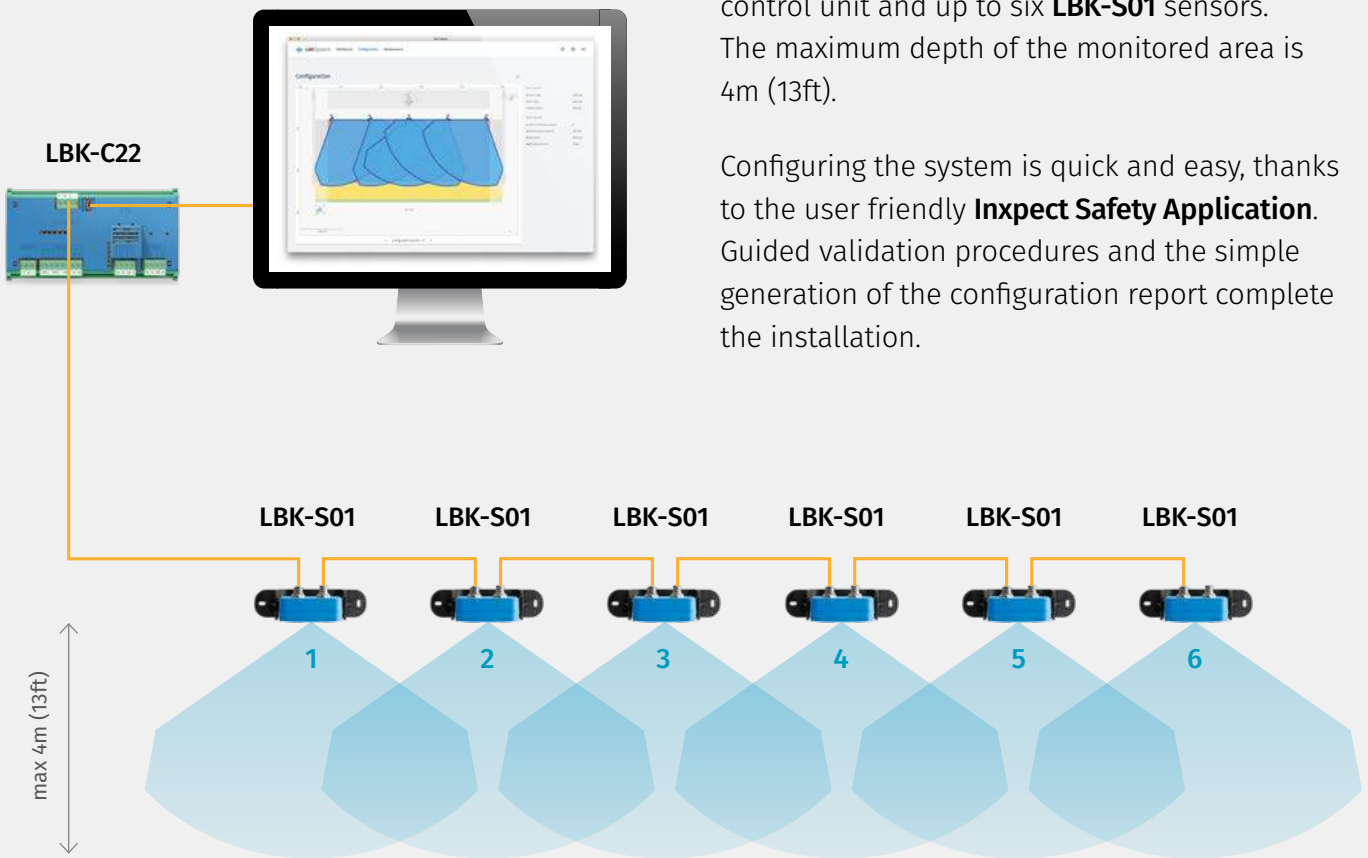 control unit and up to six LBK-S01 sensors.
The maximum depth of the monitored area is
4m (13ft).
Configuring the system is quick and easy, thanks
to the user friendly Inxpect Safety Application.
Guided validation procedures and the simple
generation of the configuration report complete
the installation.
LBK-C22
Configuration
LBK-S01 LBK-S01 LBK-S01 LBK-S01 LBK-S01 LBK-S01
1 2 3 4 5 6
max 4m (13ft)